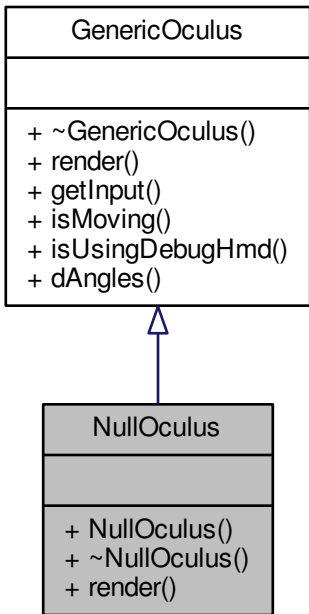 GenericOculus
+ ~GenericOculus()
+ render()
+ getInput()
+ isMoving()
+ isUsingDebugHmd()
+ dAngles()
NullOculus
+ NullOculus()
+ ~NullOculus()
+ render()